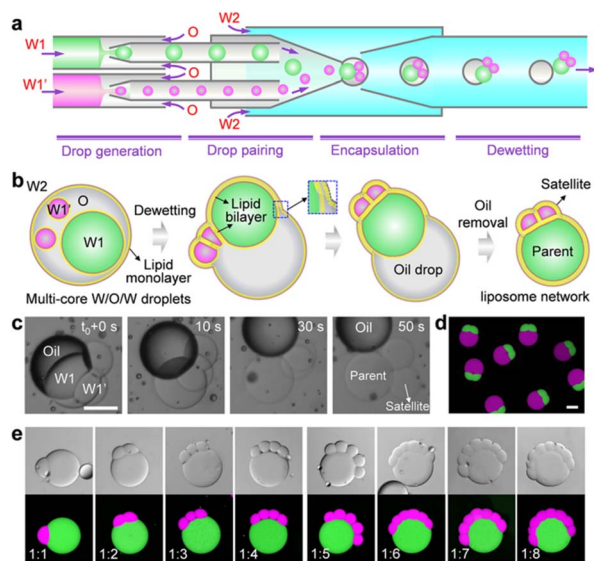 a
W2
O
W1
O
W1'
O
W2
Drop generation
Drop pairing
Encapsulation
Dewetting
b
W2
O
W1'
W1
Dewetting
Lipid
bilayer
Lipid
monolayer
Multi-core W/O/W droplets
Oil drop
Oil
removal
Satellite
Parent
liposome network
c
t₀+0 s
Oil
W1
W1'
10 s
30 s
Oil
50 s
Parent
Satellite
d
e
1:1
1:2
1:3
1:4
1:5
1:6
1:7
1:8